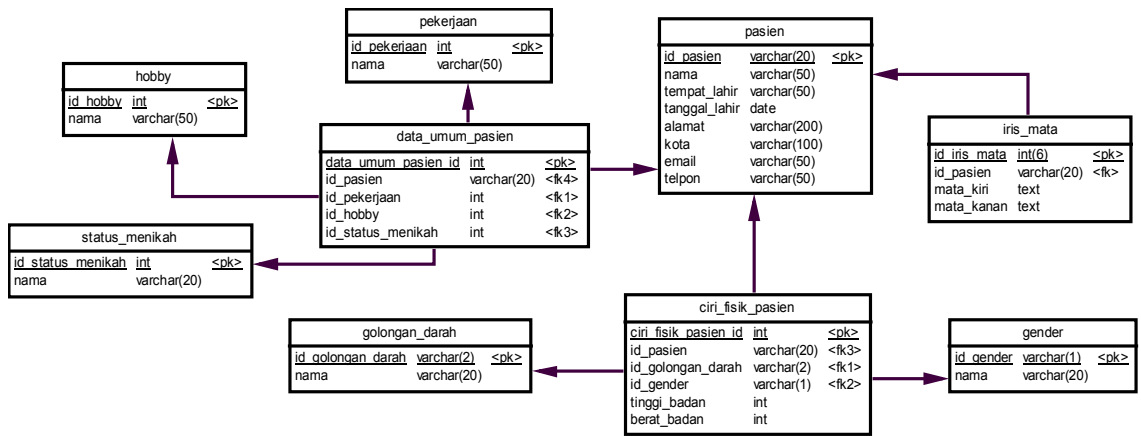 pekerjaan
id_pekerjaan int <pk>
nama varchar(50)
pasien
id_pasien varchar(20) <pk>
nama varchar(50)
tempat_lahir varchar(50)
tanggal_lahir date
alamat varchar(200)
kota varchar(100)
email varchar(50)
telpon varchar(50)
hobby
id_hobby int <pk>
nama varchar(50)
iris_mata
id_iris_mata int(6) <pk>
id_pasien varchar(20) <fk>
mata_kiri text
mata_kanan text
data_umum_pasien
data_umum_pasien_id int <pk>
id_pasien varchar(20) <fk4>
id_pekerjaan int <fk1>
id_hobby int <fk2>
id_status_menikah int <fk3>
status_menikah
id_status_menikah int <pk>
nama varchar(20)
ciri_fisik_pasien
ciri_fisik_pasien_id int <pk>
id_pasien varchar(20) <fk3>
id_golongan_darah varchar(2) <fk1>
id_gender varchar(1) <fk2>
tinggi_badan int
berat_badan int
golongan_darah
id_golongan_darah varchar(2) <pk>
nama varchar(20)
gender
id_gender varchar(1) <pk>
nama varchar(20)